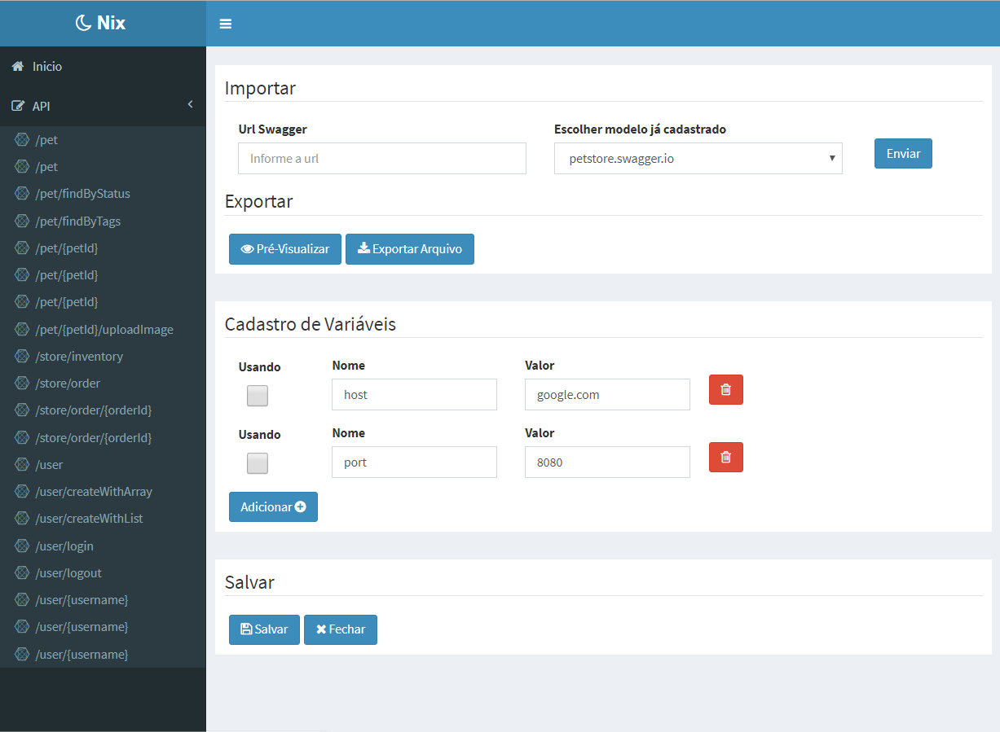 Nix
Inicio
API
/pet
/pet
/pet/findByStatus
/pet/findByTags
/pet/{petId}
/pet/{petId}
/pet/{petId}
/pet/{petId}/uploadImage
/store/inventory
/store/order
/store/order/{orderId}
/store/order/{orderId}
/user
/user/createWithArray
/user/createWithList
/user/login
/user/logout
/user/{username}
/user/{username}
/user/{username}
Importar
Url Swagger Escolher modelo já cadastrado
Informe a url petstore.swagger.io Enviar
Exportar
Pré-Visualizar Exportar Arquivo
Cadastro de Variáveis
Usando Nome Valor
host google.com
Usando Nome Valor
port 8080
Adicionar
Salvar
Salvar Fechar